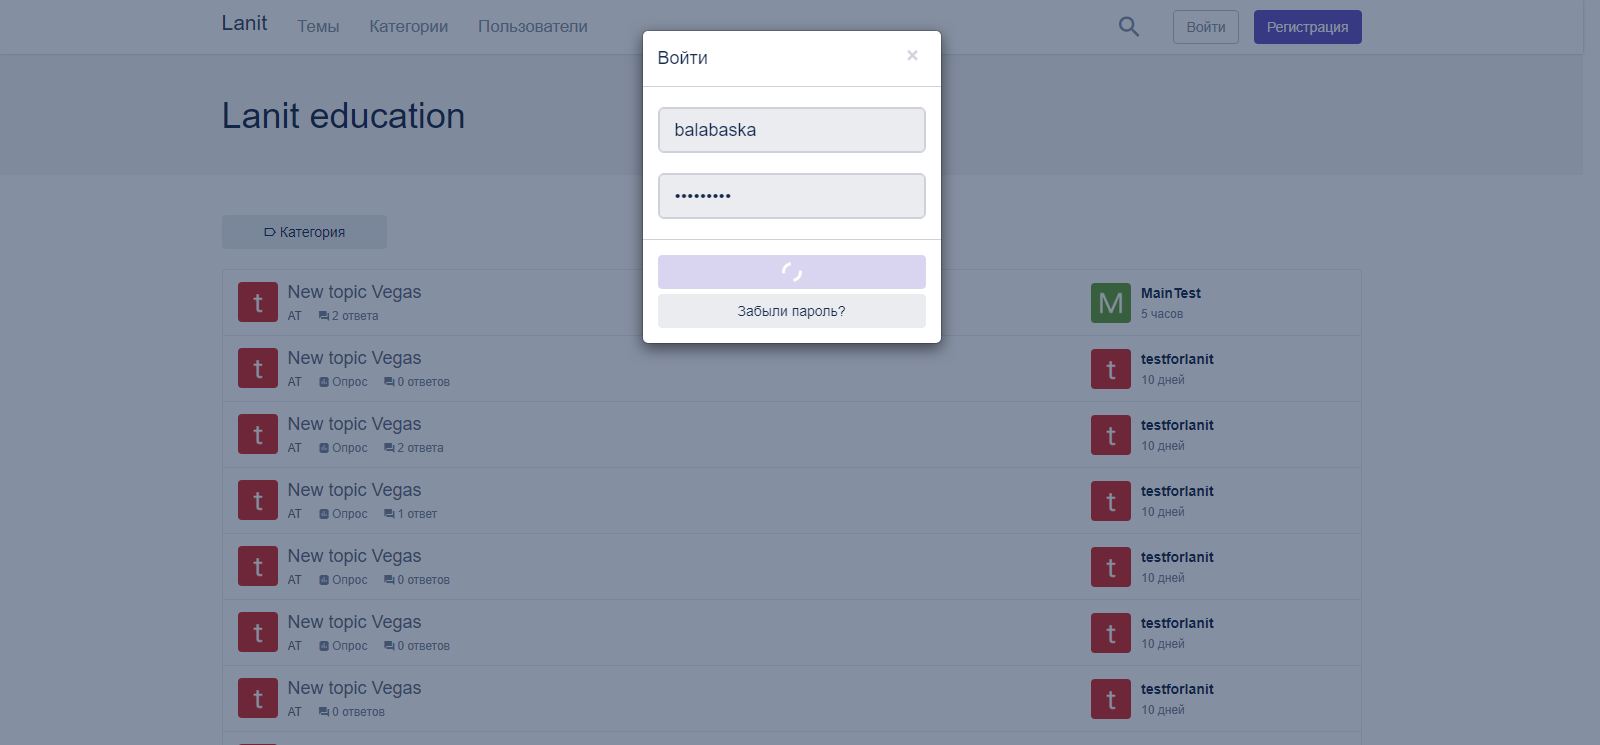 Lanit Темы Категории Пользователи Войти Регистрация
Войти ×
Lanit education
balabaska
•••••••••
Категория
Забыли пароль?
t New topic Vegas M MainTest
AT 2 ответа 5 часов
t New topic Vegas t testforlanit
AT Опрос 0 ответов 10 дней
t New topic Vegas t testforlanit
AT Опрос 2 ответа 10 дней
t New topic Vegas t testforlanit
AT Опрос 1 ответ 10 дней
t New topic Vegas t testforlanit
AT Опрос 0 ответов 10 дней
t New topic Vegas t testforlanit
AT Опрос 0 ответов 10 дней
t New topic Vegas t testforlanit
AT 0 ответов 10 дней